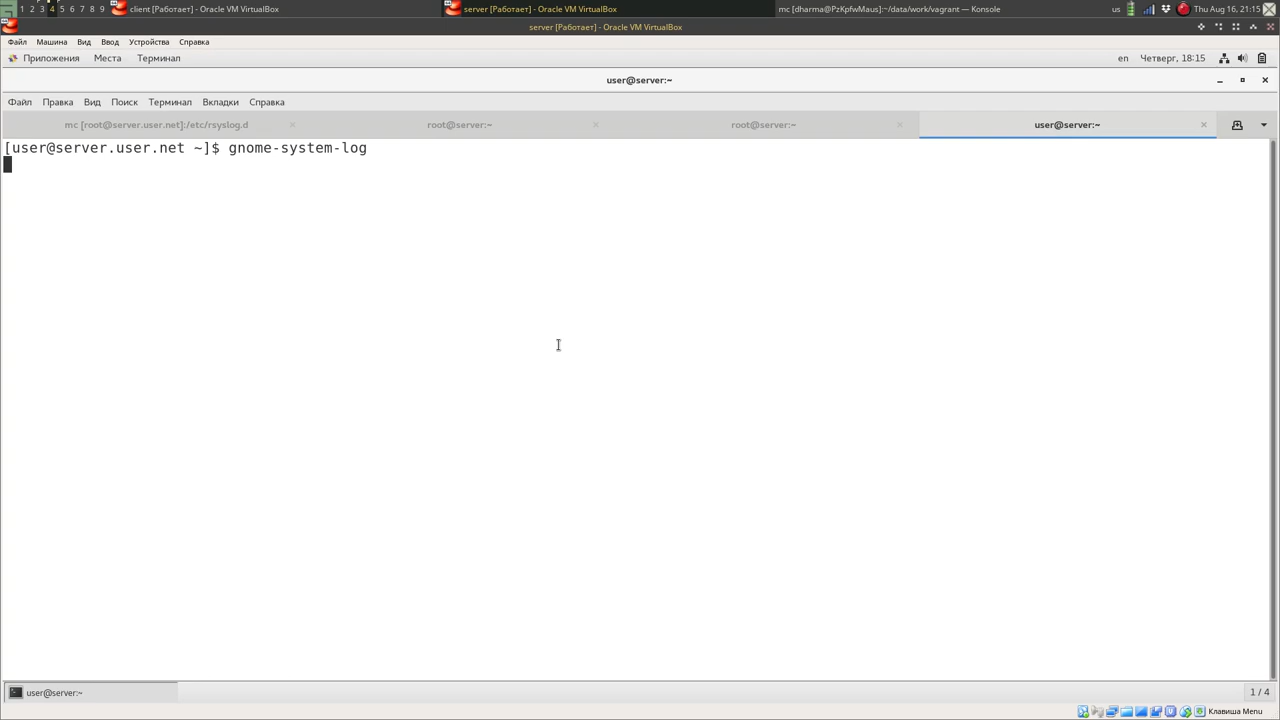 1 2 3 4 5 6 7 8 9 client [Работает] - Oracle VM VirtualBox server [Работает] - Oracle VM VirtualBox mc [dharma@PzKpfwMaus]:~/data/work/vagrant — Konsole us Thu Aug 16, 21:15
server [Работает] - Oracle VM VirtualBox
Файл Машина Вид Ввод Устройства Справка
Приложения Места Терминал en Четверг, 18:15
user@server:~
Файл Правка Вид Поиск Терминал Вкладки Справка
mc [root@server.user.net]:/etc/rsyslog.d root@server:~ root@server:~ user@server:~
[user@server.user.net ~]$ gnome-system-log
user@server:~ 1 / 4
Клавиша Menu